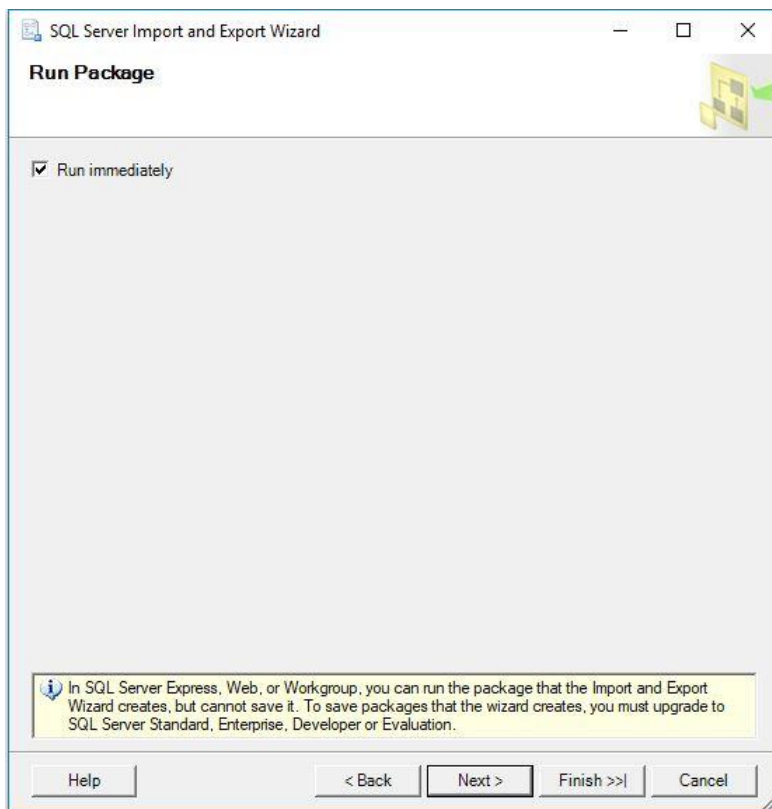 SQL Server Import and Export Wizard
Run Package
Run immediately
In SQL Server Express, Web, or Workgroup, you can run the package that the Import and Export
Wizard creates, but cannot save it. To save packages that the wizard creates, you must upgrade to
SQL Server Standard, Enterprise, Developer or Evaluation.
Help
< Back
Next >
Finish >>|
Cancel